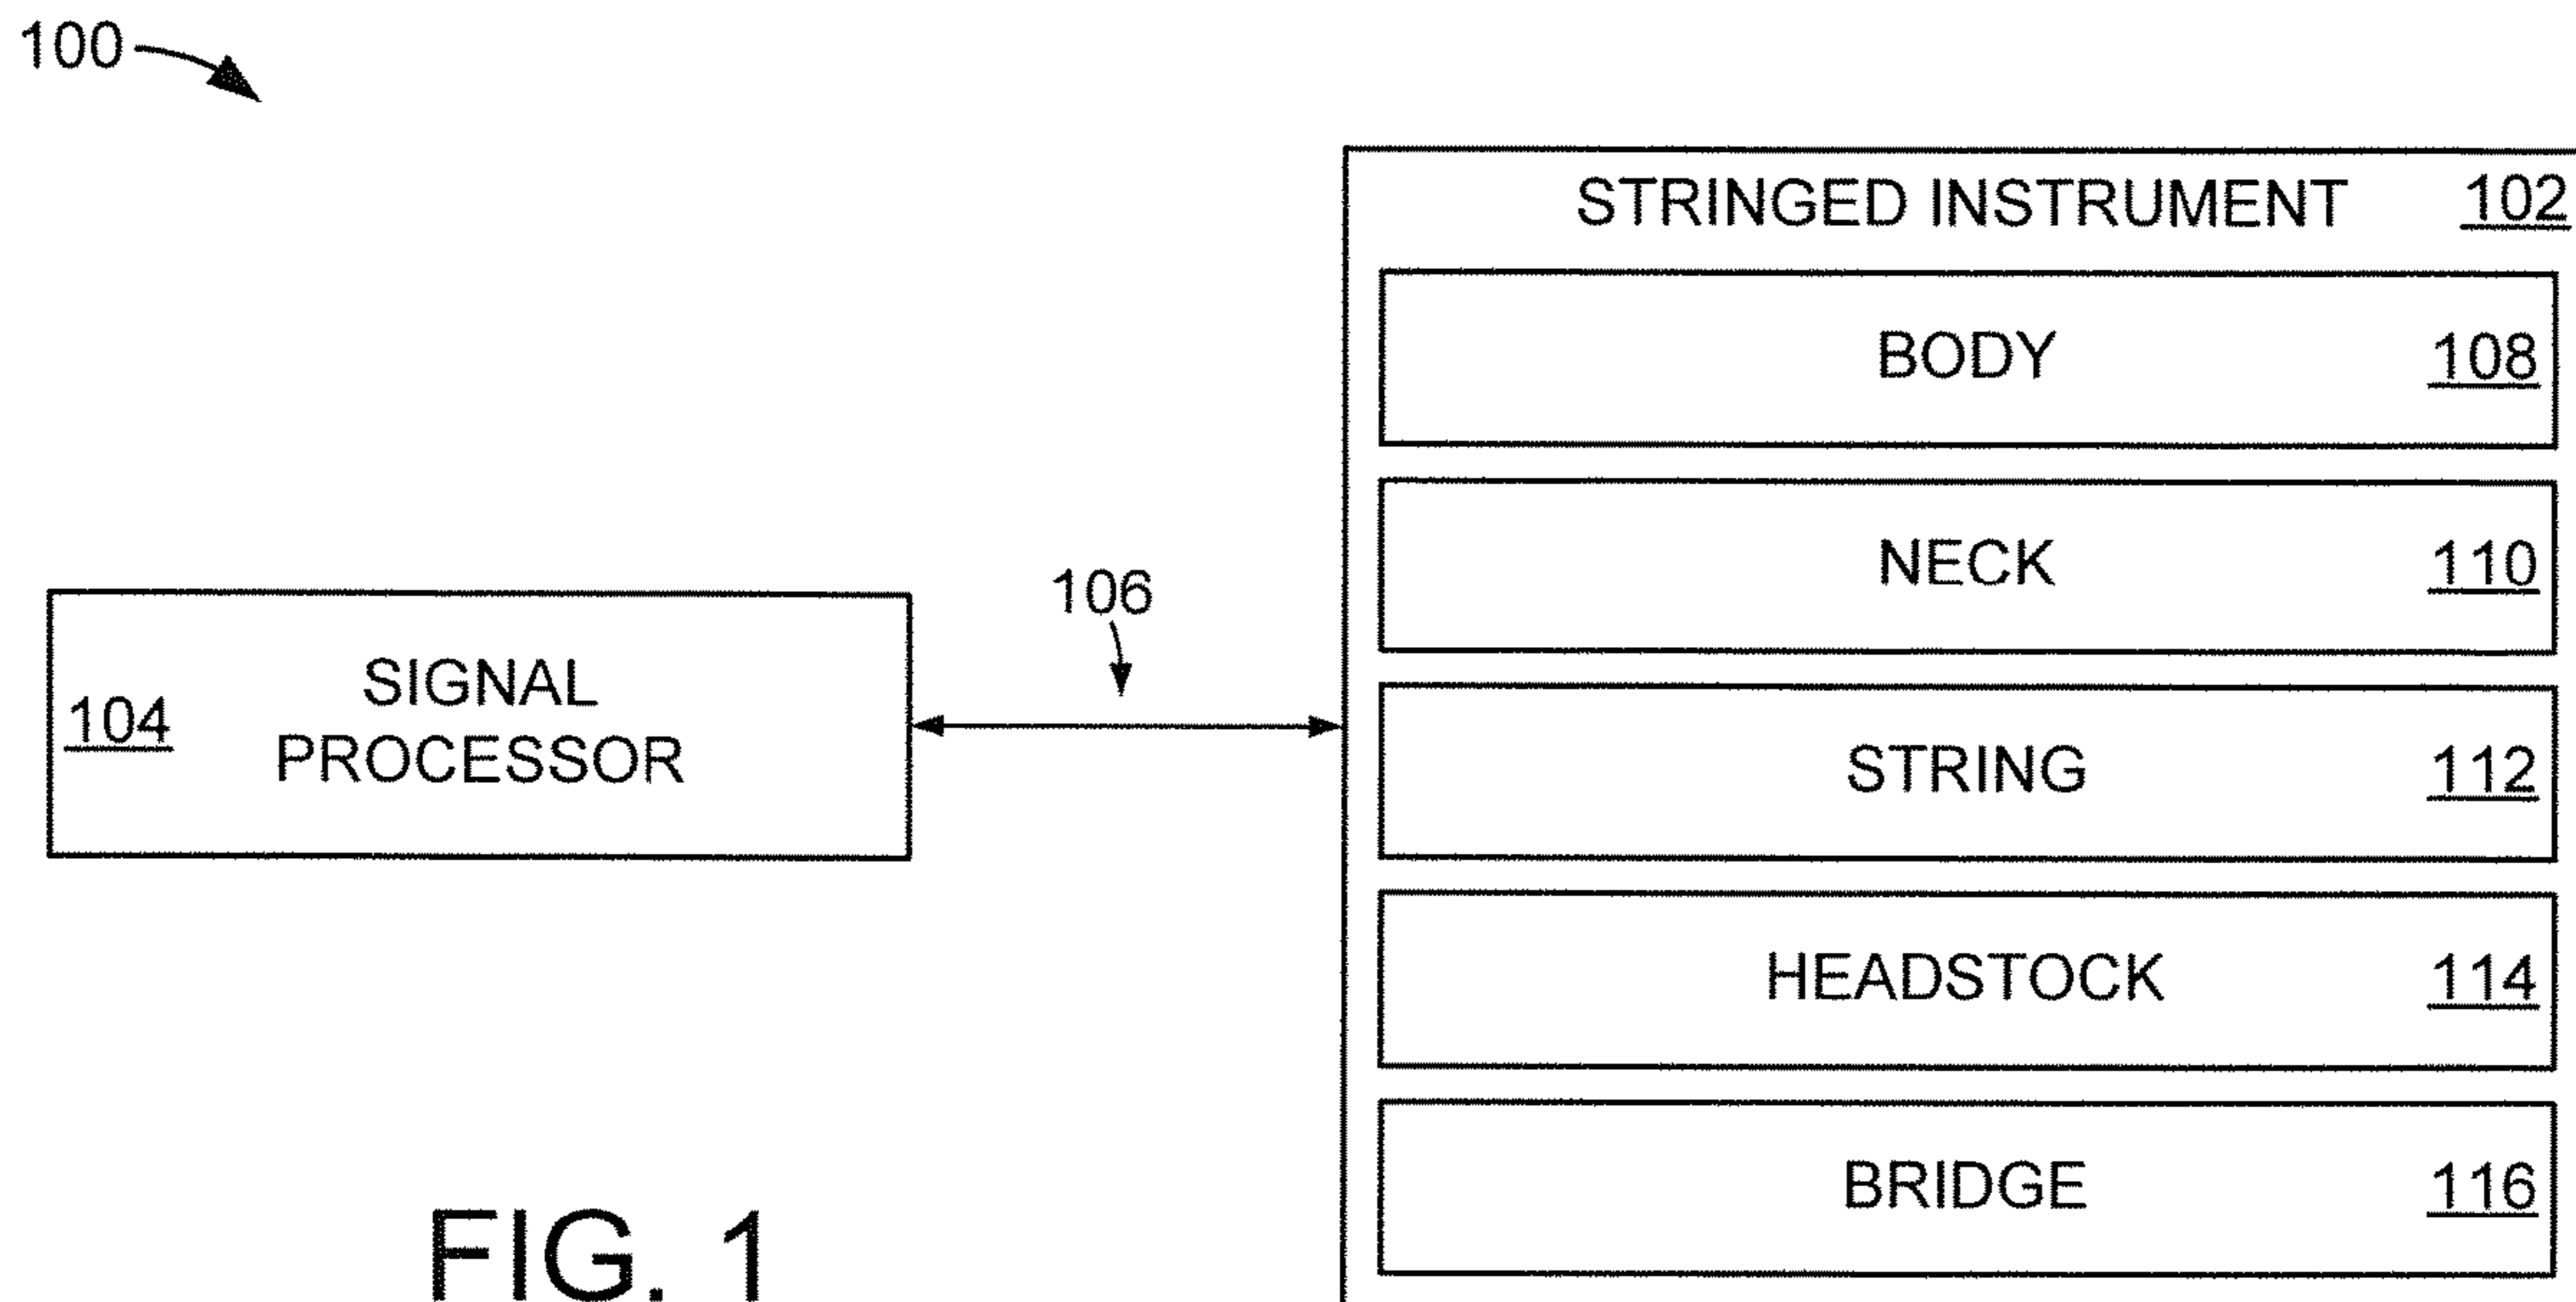 100
STRINGED INSTRUMENT 102
BODY 108
NECK 110
106
SIGNAL
104
PROCESSOR
STRING 112
HEADSTOCK 114
BRIDGE 116
FIG. 1